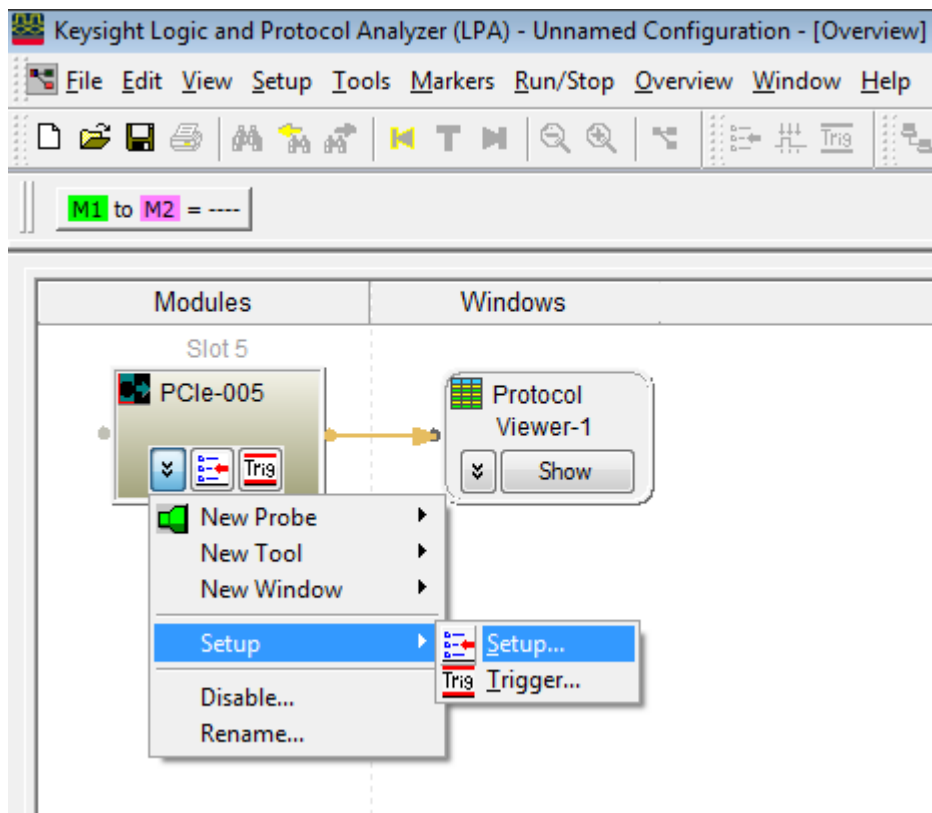 Keysight Logic and Protocol Analyzer (LPA) - Unnamed Configuration - [Overview]
File Edit View Setup Tools Markers Run/Stop Overview Window Help
T Trig
M1 to M2 = ----
Modules Windows
Slot 5
PCIe-005
Trig
Protocol
Viewer-1
Show
New Probe
New Tool
New Window
Setup
Disable...
Rename...
Setup...
Trig Trigger...